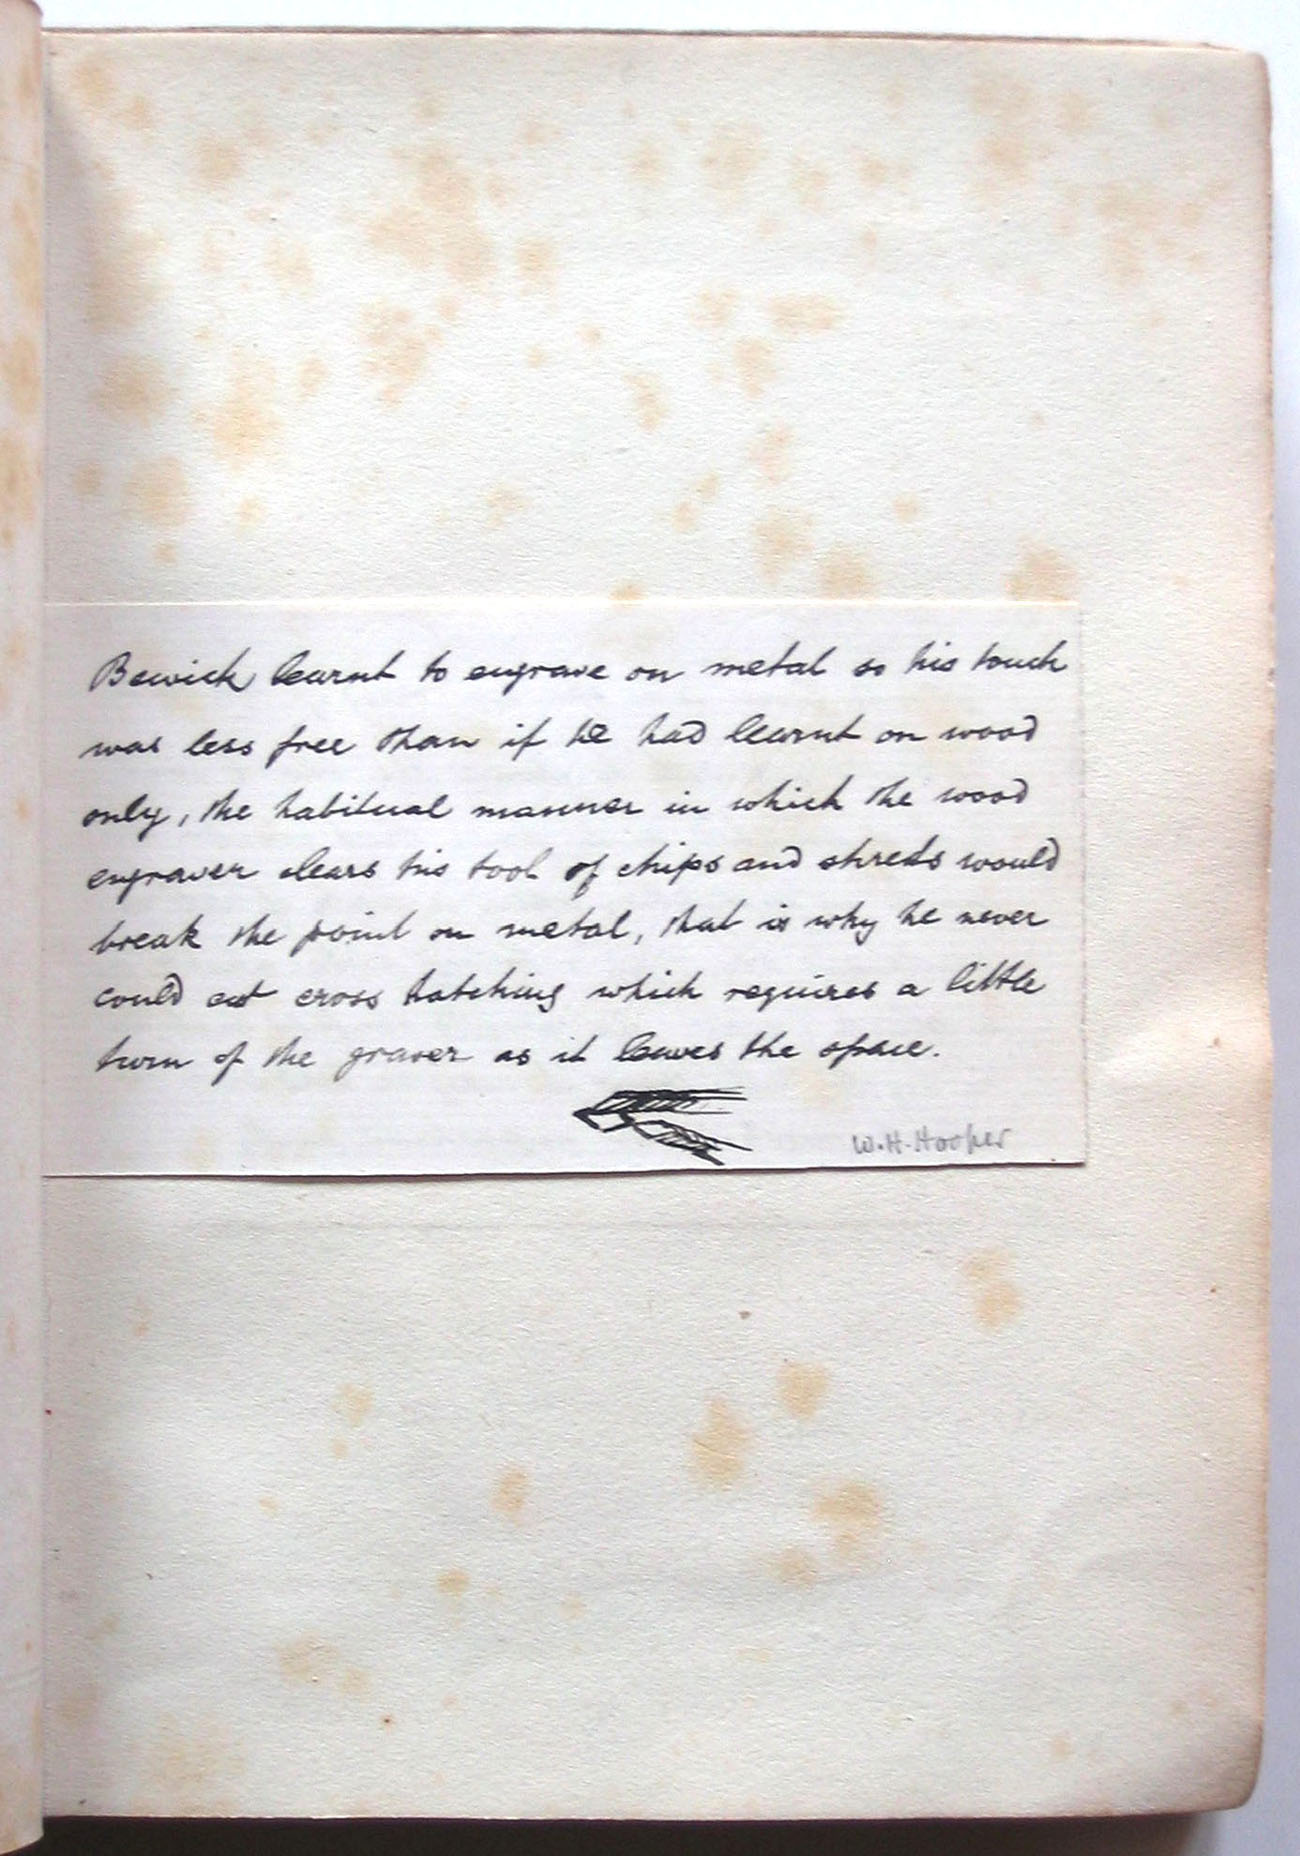 Bewick learnt to engrave on metal so his touch
was less free than if he had learnt on wood
only, the habitual manner in which the wood
engraver clears his tool of chips and shreds would
break the point on metal, that is why he never
could cut cross hatching which requires a little
turn of the graver as it leaves the space.
W.H.Hooper